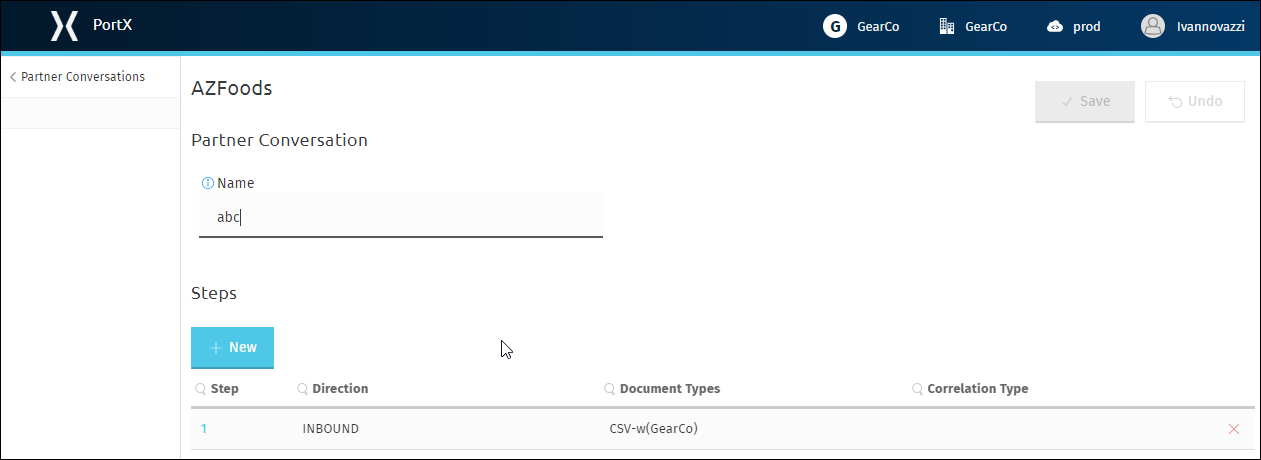 PortX
G GearCo GearCo prod Ivannovazzi
Partner Conversations
AZFoods
Save Undo
Partner Conversation
Name
abc
Steps
New
Step Direction Document Types Correlation Type
1 INBOUND CSV-w(GearCo)